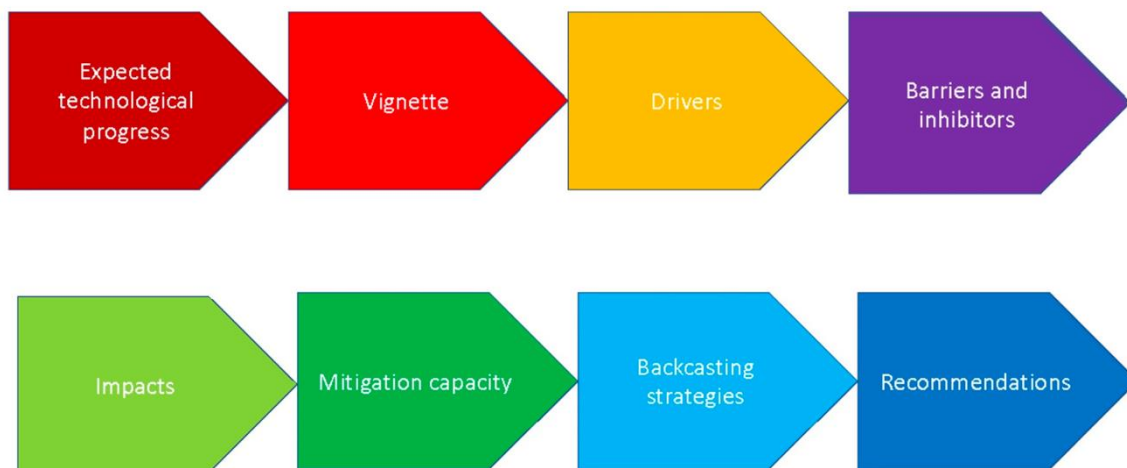 Expected
technological
progress
Vignette
Drivers
Barriers and
inhibitors
Impacts
Mitigation capacity
Backcasting
strategies
Recommendations